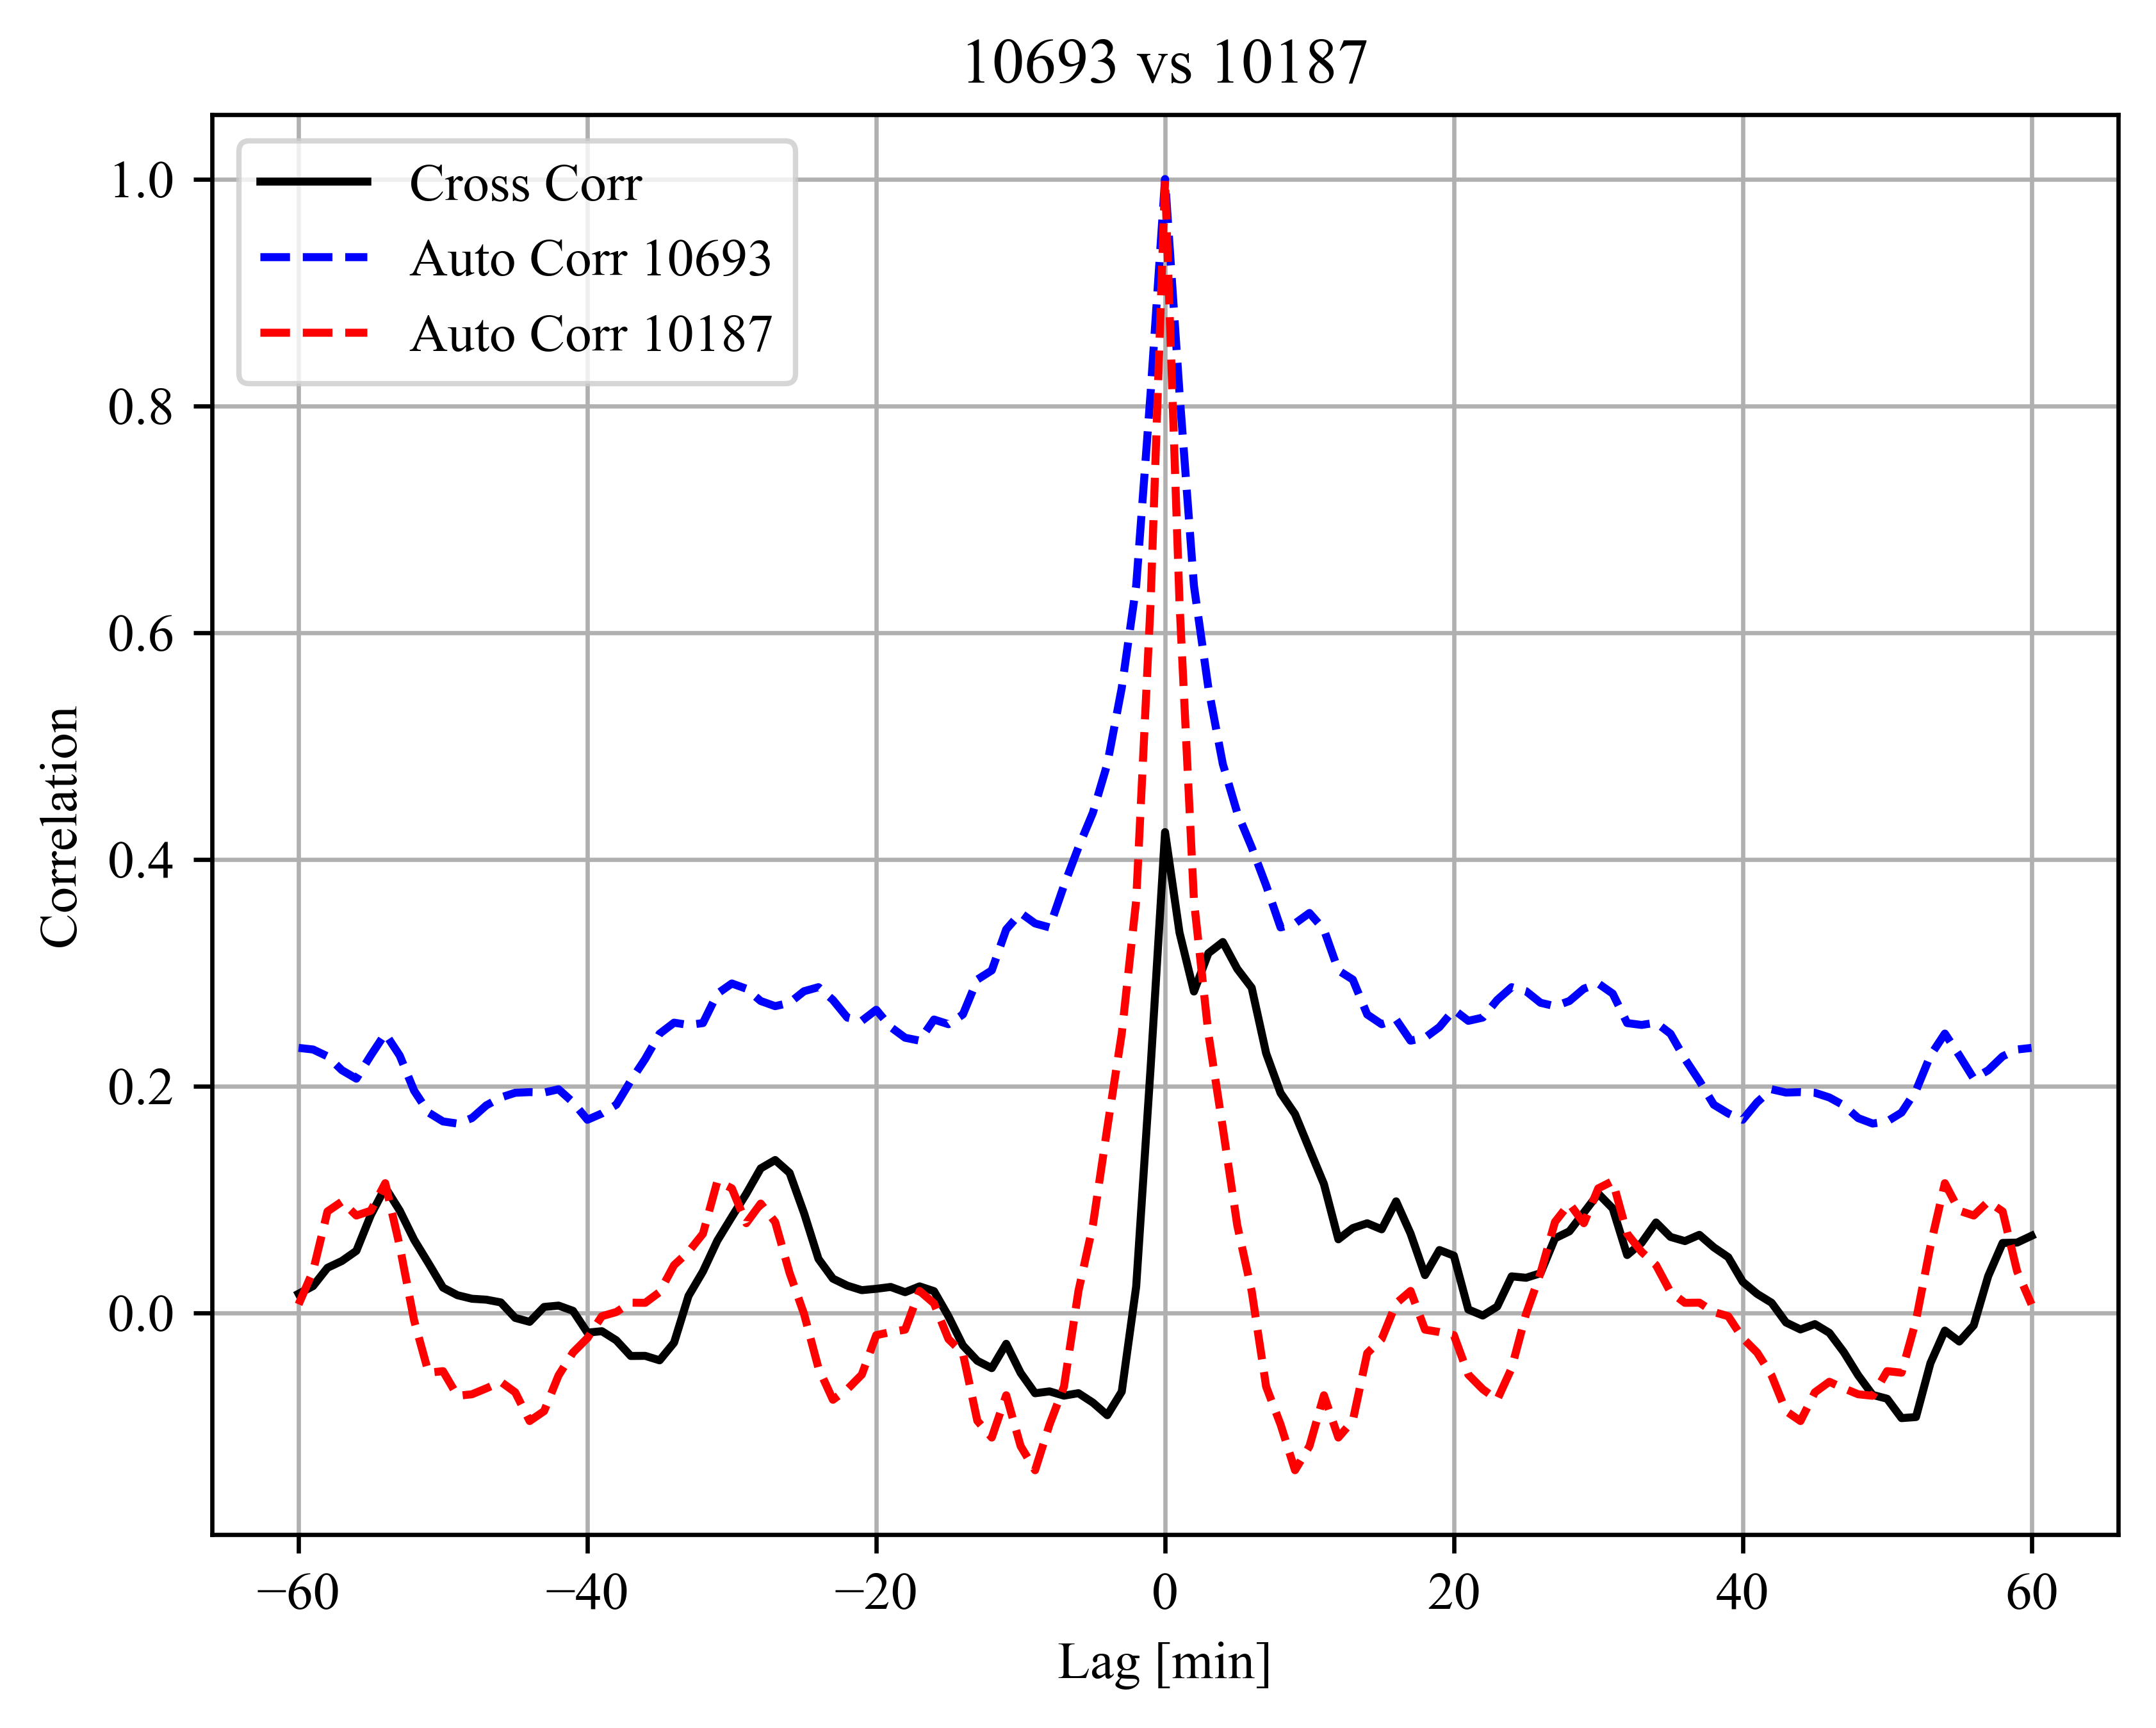 10693 vs 10187
Cross Corr
Auto Corr 10693
Auto Corr 10187
1.0
0.8
0.6
0.4
0.2
0.0
Correlation
−60 −40 −20 0 20 40 60
Lag [min]